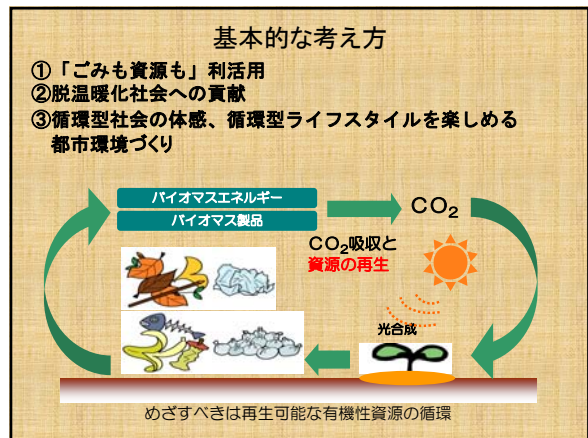 基本的な考え方
①「ごみも資源も」利活用
②脱温暖化社会への貢献
③循環型社会の体感、循環型ライフスタイルを楽しめる
都市環境づくり
バイオマスエネルギー
バイオマス製品
CO₂
CO₂吸収と
資源の再生
光合成
めざすべきは再生可能な有機性資源の循環